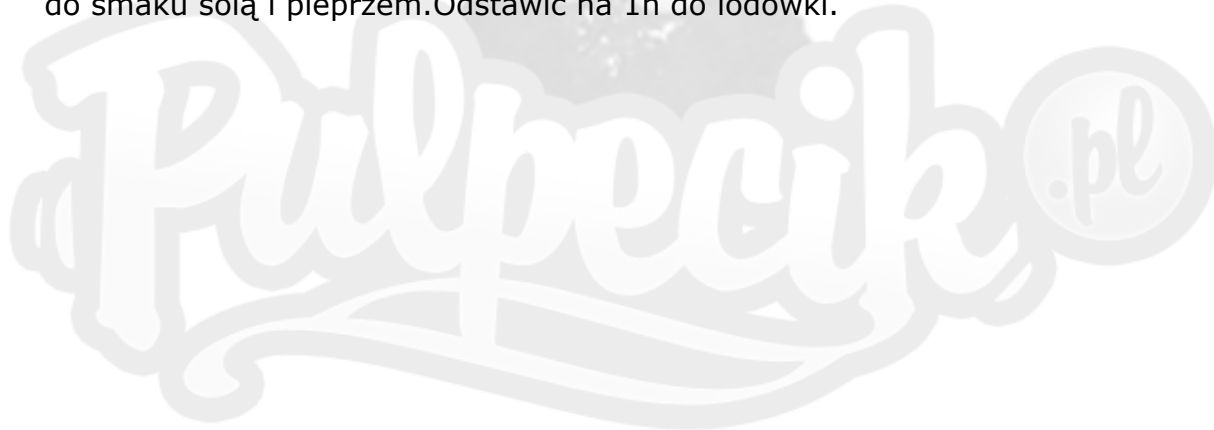 do smaku solą i pieprzem.Odstawić na 1h do lodówki.
Pulpecik .pl